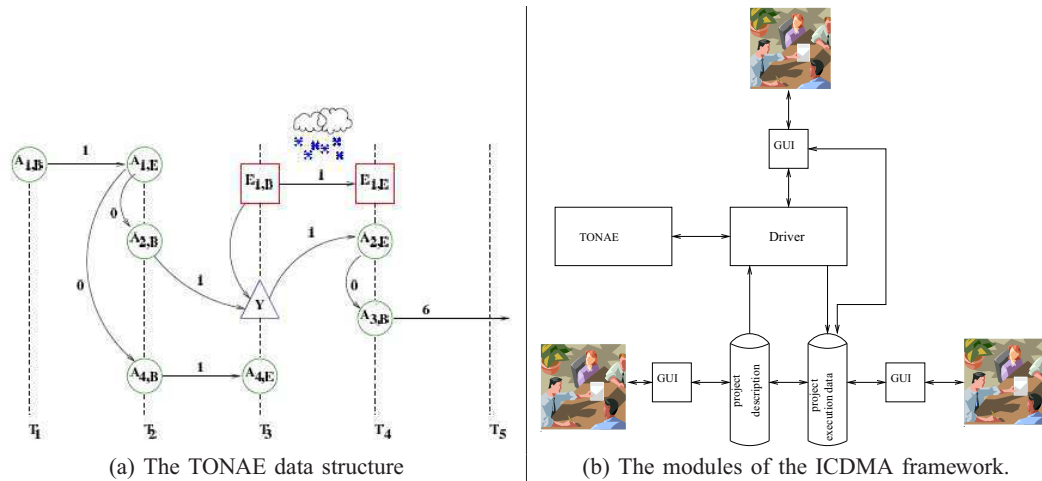 1
A1,B
A1,E
E1,B
1
E1,E
0
A2,B
1
1
A2,E
0
Y
0
A3,B
6
A4,B
1
A4,E
T1
T2
T3
T4
T5
(a) The TONAE data structure
GUI
TONAE
Driver
GUI
project
description
project
execution data
GUI
(b) The modules of the ICDMA framework.